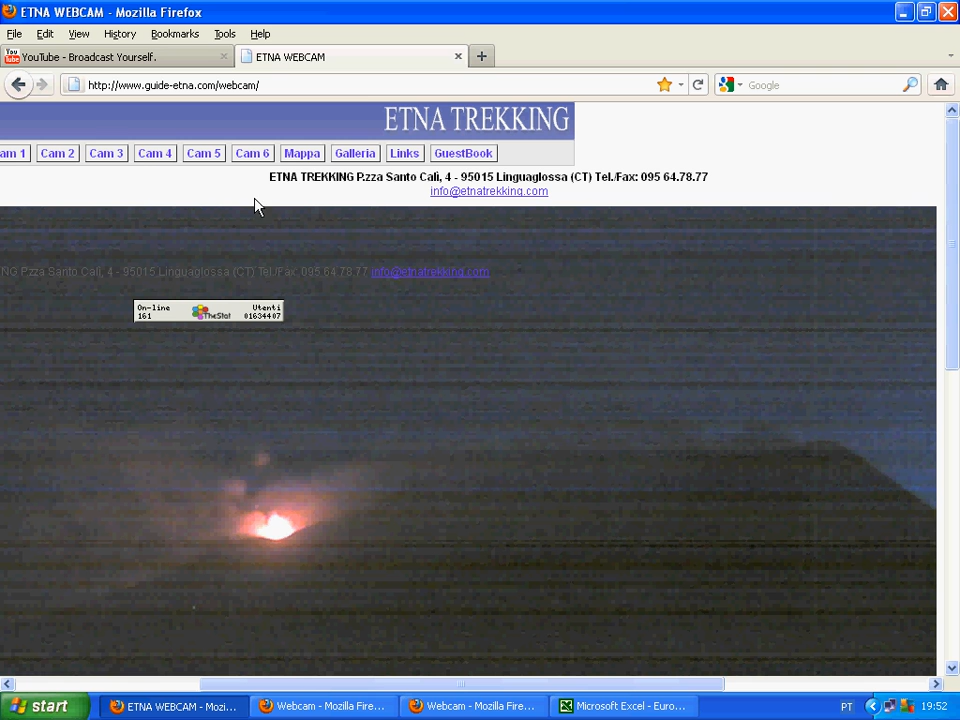 ETNA WEBCAM - Mozilla Firefox
File Edit View History Bookmarks Tools Help
You Tube YouTube - Broadcast Yourself. ETNA WEBCAM
http://www.guide-etna.com/webcam/ Google
ETNA TREKKING
am 1 Cam 2 Cam 3 Cam 4 Cam 5 Cam 6 Mappa Galleria Links GuestBook
ETNA TREKKING P.zza Santo Calì, 4 - 95015 Linguaglossa (CT) Tel./Fax: 095 64.78.77
info@etnatrekking.com
NG P.zza Santo Calì, 4 - 95015 Linguaglossa (CT) Tel./Fax: 095 64.78.77 info@etnatrekking.com
On-line Utenti
161 TheStat 01634407
start ETNA WEBCAM - Mozi... Webcam - Mozilla Fire... Webcam - Mozilla Fire... Microsoft Excel - Euro... PT 19:52